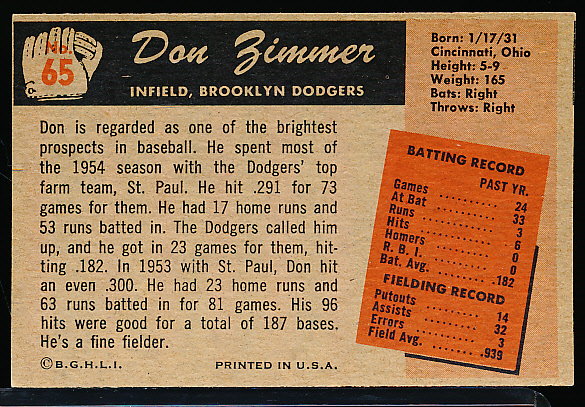 No.
65
Don Zimmer
INFIELD, BROOKLYN DODGERS
Born: 1/17/31
Cincinnati, Ohio
Height: 5-9
Weight: 165
Bats: Right
Throws: Right
Don is regarded as one of the brightest
prospects in baseball. He spent most of
the 1954 season with the Dodgers' top
farm team, St. Paul. He hit .291 for 73
games for them. He had 17 home runs and
53 runs batted in. The Dodgers called him
up, and he got in 23 games for them, hit-
ting .182. In 1953 with St. Paul, Don hit
an even .300. He had 23 home runs and
63 runs batted in for 81 games. His 96
hits were good for a total of 187 bases.
He's a fine fielder.
BATTING RECORD
PAST YR.
Games ........ 24
At Bat ........ 33
Runs ........ 3
Hits ........ 6
Homers ........ 0
R. B. I. ........ 0
Bat. Avg. ........ .182
FIELDING RECORD
Putouts ........ 14
Assists ........ 32
Errors ........ 3
Field Avg. ........ .939
©B.G.H.L.I.
PRINTED IN U.S.A.